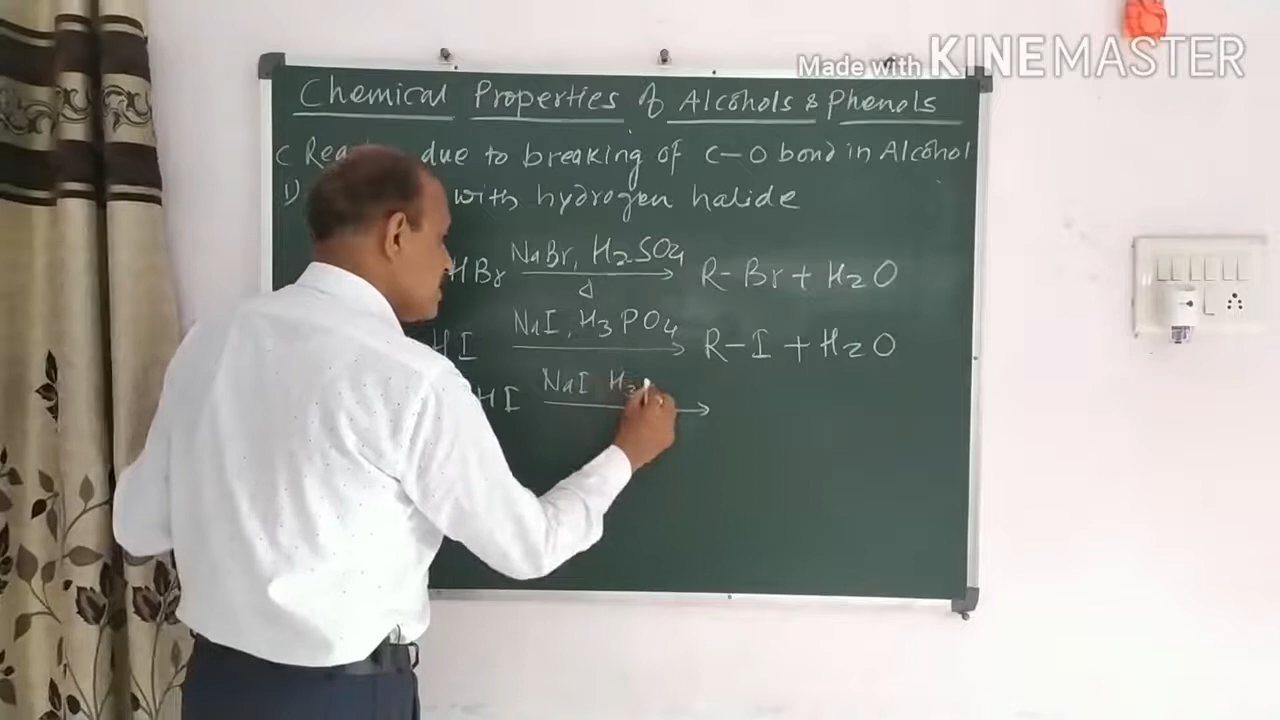 Made with KINEMASTER
Chemical Properties of Alcohols & Phenols
C due to breaking of C-O bond in Alcohol
1) with hydrogen halide
HBr NaBr, H2SO4 Δ R-Br + H2O
HI NaI, H3PO4 R-I + H2O
HI NaI H3